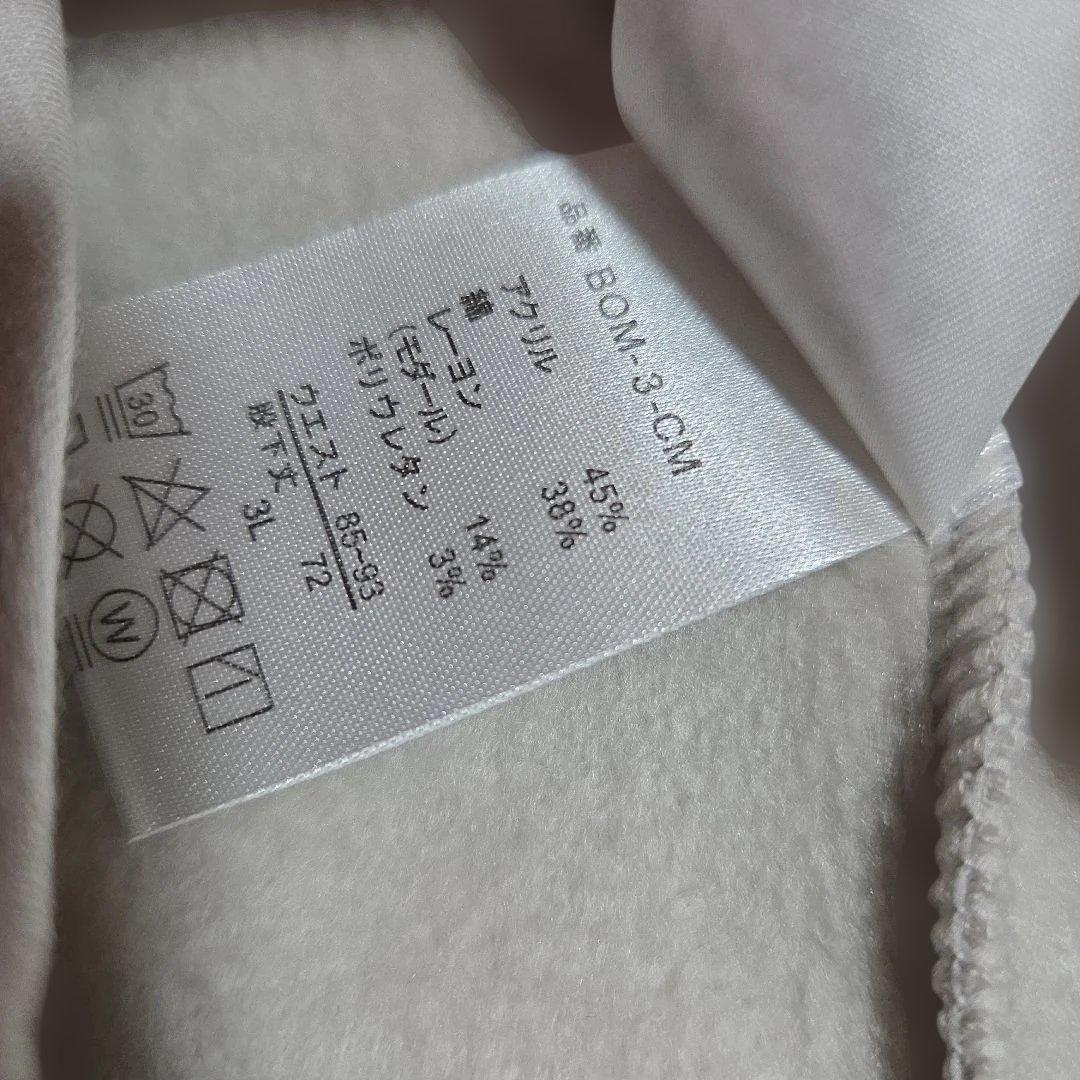 品番 BOM-3-CM
アクリル 45%
綿 38%
レーヨン
(モダール) 14%
ポリウレタン 3%
ウエスト 85~93
股下丈 72
3L
30
W